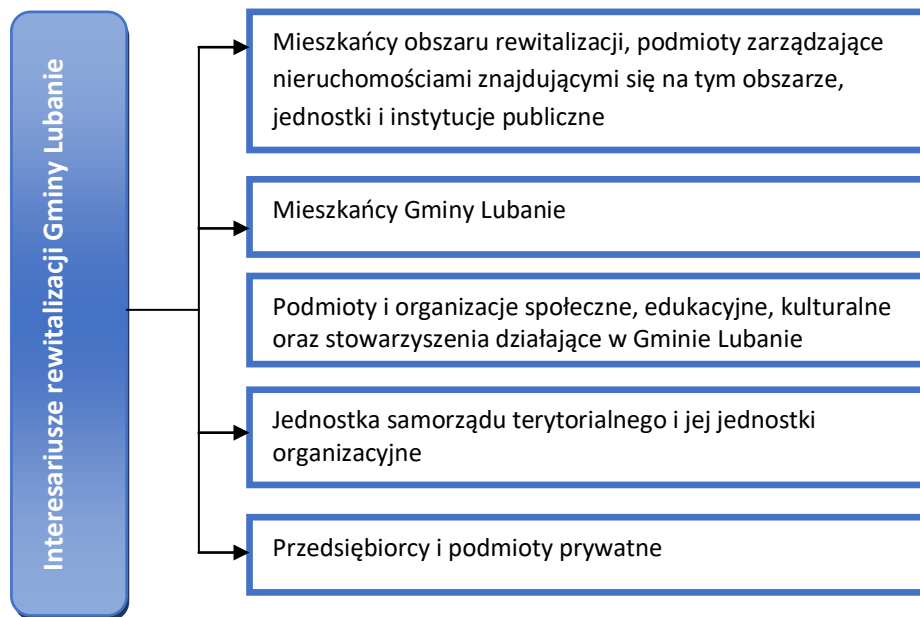 Interesariusze rewitalizacji Gminy Lubanie
Mieszkańcy obszaru rewitalizacji, podmioty zarządzające
nieruchomościami znajdującymi się na tym obszarze,
jednostki i instytucje publiczne
Mieszkańcy Gminy Lubanie
Podmioty i organizacje społeczne, edukacyjne, kulturalne
oraz stowarzyszenia działające w Gminie Lubanie
Jednostka samorządu terytorialnego i jej jednostki
organizacyjne
Przedsiębiorcy i podmioty prywatne